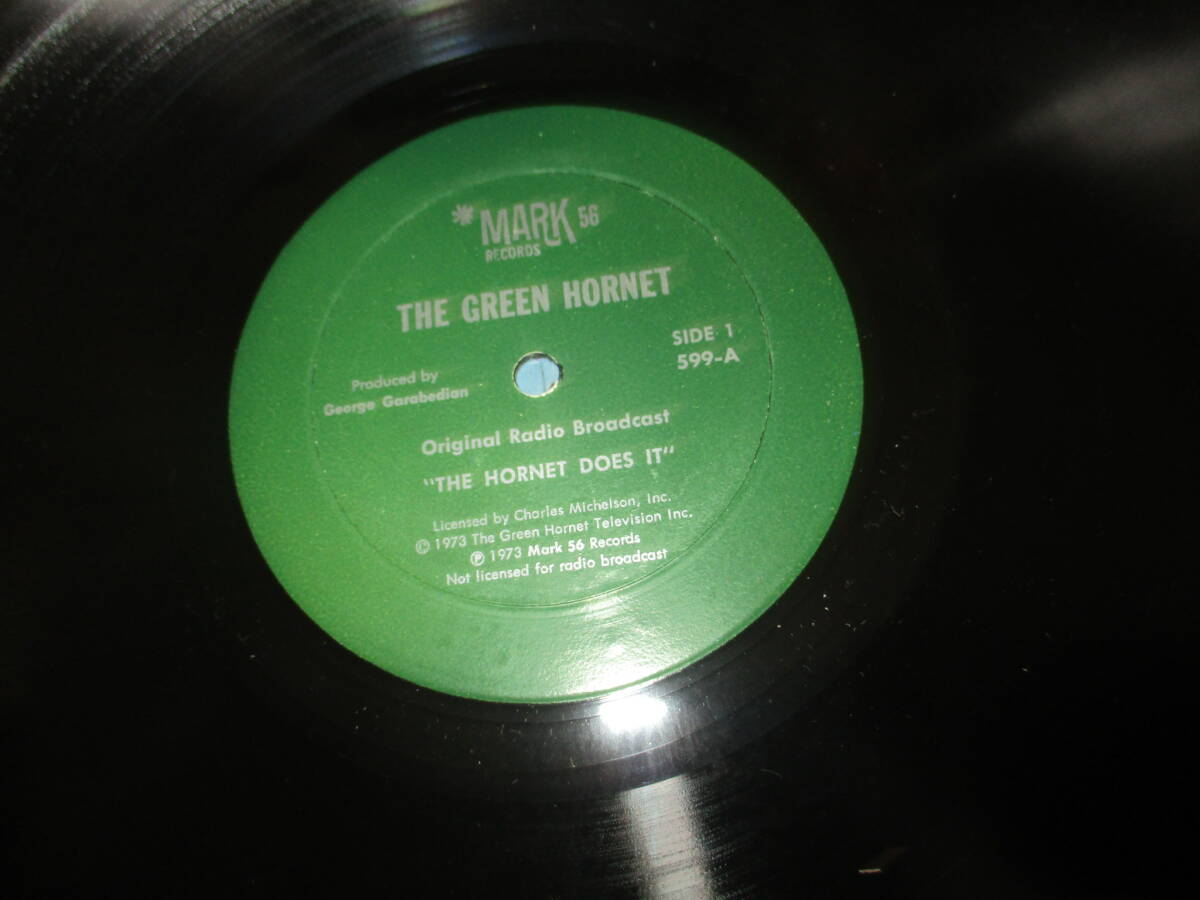 *MARK 56
RECORDS
THE GREEN HORNET
SIDE 1
599-A
Produced by
George Garabedian
Original Radio Broadcast
"THE HORNET DOES IT"
Licensed by Charles Michelson, Inc.
© 1973 The Green Hornet Television Inc.
℗ 1973 Mark 56 Records
Not licensed for radio broadcast